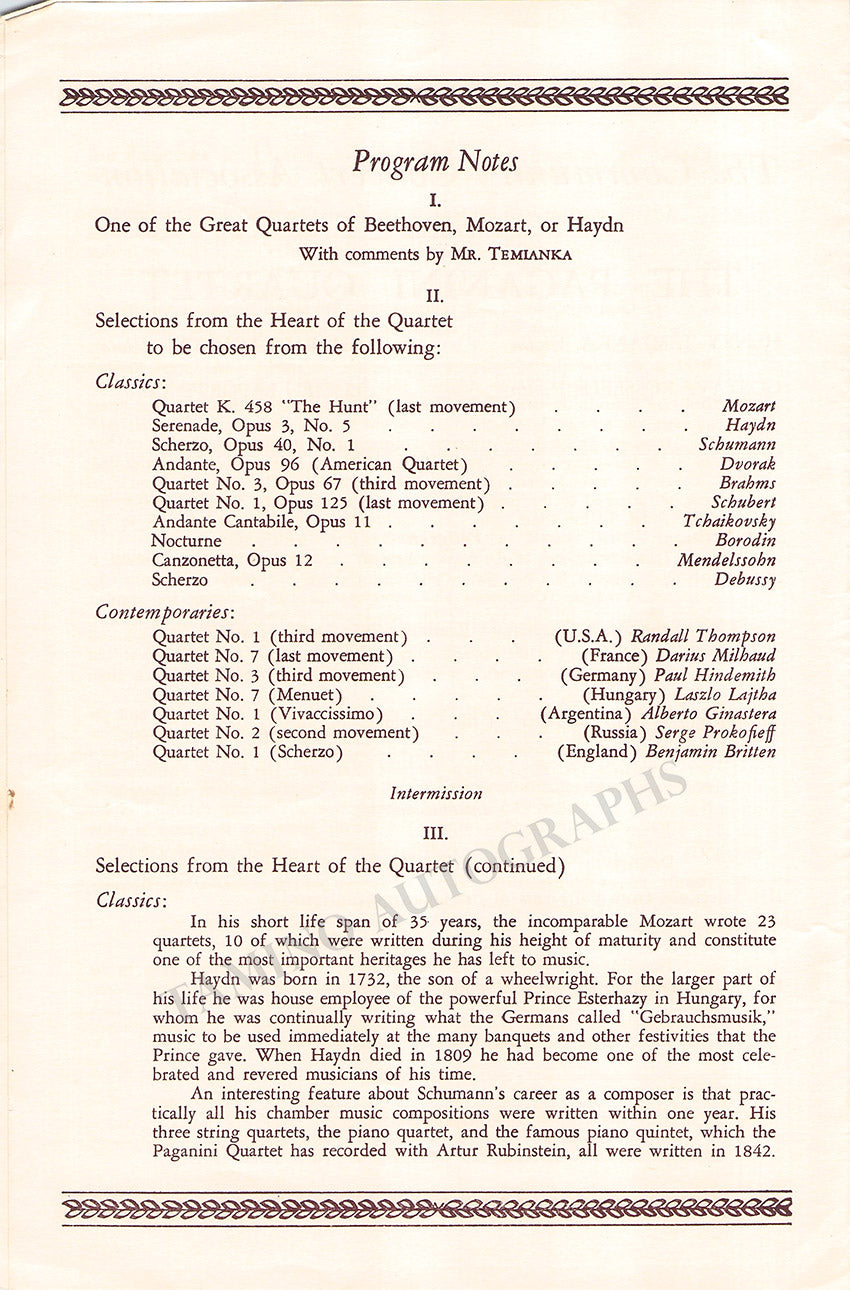 Program Notes
I.
One of the Great Quartets of Beethoven, Mozart, or Haydn
With comments by MR. TEMIANKA
II.
Selections from the Heart of the Quartet
to be chosen from the following:
Classics:
Quartet K. 458 "The Hunt" (last movement) . . . . Mozart
Serenade, Opus 3, No. 5 . . . . . . . . Haydn
Scherzo, Opus 40, No. 1 . . . . . . . Schumann
Andante, Opus 96 (American Quartet) . . . . . Dvorak
Quartet No. 3, Opus 67 (third movement) . . . . . Brahms
Quartet No. 1, Opus 125 (last movement) . . . . . Schubert
Andante Cantabile, Opus 11 . . . . . . . Tchaikovsky
Nocturne . . . . . . . . . . Borodin
Canzonetta, Opus 12 . . . . . . . . Mendelssohn
Scherzo . . . . . . . . . . . Debussy
Contemporaries:
Quartet No. 1 (third movement) . . . (U.S.A.) Randall Thompson
Quartet No. 7 (last movement) . . . . (France) Darius Milhaud
Quartet No. 3 (third movement) . . . (Germany) Paul Hindemith
Quartet No. 7 (Menuet) . . . . . (Hungary) Laszlo Lajtha
Quartet No. 1 (Vivaccissimo) . . . (Argentina) Alberto Ginastera
Quartet No. 2 (second movement) . . . (Russia) Serge Prokofieff
Quartet No. 1 (Scherzo) . . . . (England) Benjamin Britten
Intermission
III.
Selections from the Heart of the Quartet (continued)
Classics:
In his short life span of 35 years, the incomparable Mozart wrote 23
quartets, 10 of which were written during his height of maturity and constitute
one of the most important heritages he has left to music.
Haydn was born in 1732, the son of a wheelwright. For the larger part of
his life he was house employee of the powerful Prince Esterhazy in Hungary, for
whom he was continually writing what the Germans called "Gebrauchsmusik,"
music to be used immediately at the many banquets and other festivities that the
Prince gave. When Haydn died in 1809 he had become one of the most cele-
brated and revered musicians of his time.
An interesting feature about Schumann's career as a composer is that prac-
tically all his chamber music compositions were written within one year. His
three string quartets, the piano quartet, and the famous piano quintet, which the
Paganini Quartet has recorded with Artur Rubinstein, all were written in 1842.
TAMINO AUTOGRAPHS